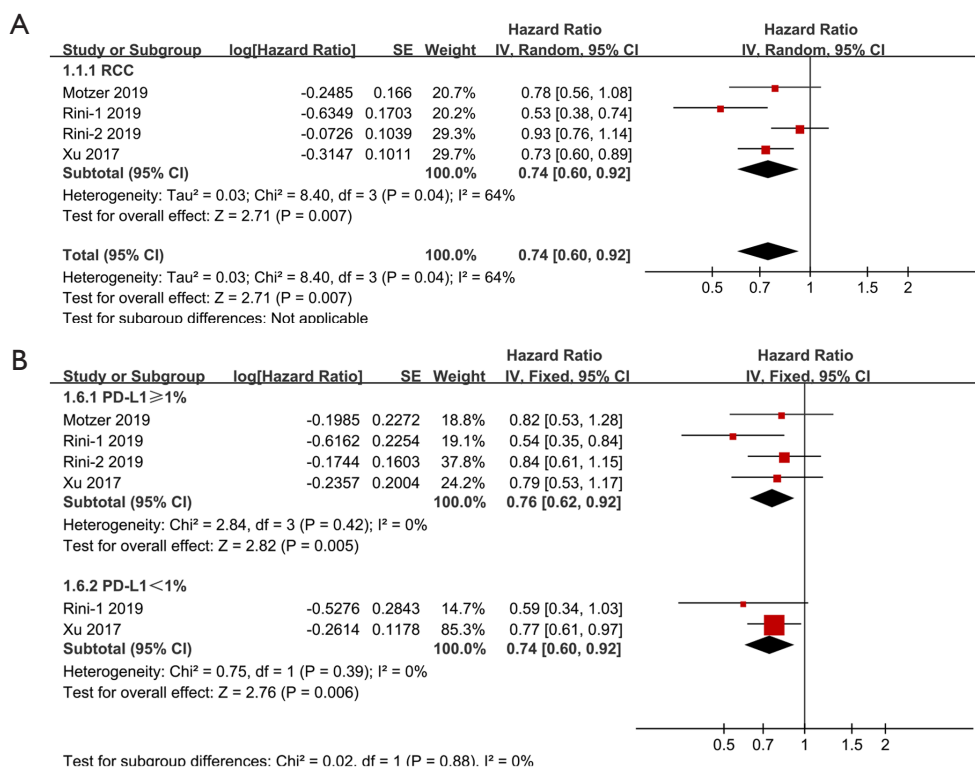 A
Hazard Ratio Hazard Ratio
Study or Subgroup log[Hazard Ratio] SE Weight IV, Random, 95% CI IV, Random, 95% CI
1.1.1 RCC
Motzer 2019 -0.2485 0.166 20.7% 0.78 [0.56, 1.08]
Rini-1 2019 -0.6349 0.1703 20.2% 0.53 [0.38, 0.74]
Rini-2 2019 -0.0726 0.1039 29.3% 0.93 [0.76, 1.14]
Xu 2017 -0.3147 0.1011 29.7% 0.73 [0.60, 0.89]
Subtotal (95% CI) 100.0% 0.74 [0.60, 0.92]
Heterogeneity: Tau² = 0.03; Chi² = 8.40, df = 3 (P = 0.04); I² = 64%
Test for overall effect: Z = 2.71 (P = 0.007)
Total (95% CI) 100.0% 0.74 [0.60, 0.92]
Heterogeneity: Tau² = 0.03; Chi² = 8.40, df = 3 (P = 0.04); I² = 64%
Test for overall effect: Z = 2.71 (P = 0.007)
Test for subgroup differences: Not applicable
0.5 0.7 1 1.5 2
B
Hazard Ratio Hazard Ratio
Study or Subgroup log[Hazard Ratio] SE Weight IV, Fixed, 95% CI IV, Fixed, 95% CI
1.6.1 PD-L1≥1%
Motzer 2019 -0.1985 0.2272 18.8% 0.82 [0.53, 1.28]
Rini-1 2019 -0.6162 0.2254 19.1% 0.54 [0.35, 0.84]
Rini-2 2019 -0.1744 0.1603 37.8% 0.84 [0.61, 1.15]
Xu 2017 -0.2357 0.2004 24.2% 0.79 [0.53, 1.17]
Subtotal (95% CI) 100.0% 0.76 [0.62, 0.92]
Heterogeneity: Chi² = 2.84, df = 3 (P = 0.42); I² = 0%
Test for overall effect: Z = 2.82 (P = 0.005)
1.6.2 PD-L1<1%
Rini-1 2019 -0.5276 0.2843 14.7% 0.59 [0.34, 1.03]
Xu 2017 -0.2614 0.1178 85.3% 0.77 [0.61, 0.97]
Subtotal (95% CI) 100.0% 0.74 [0.60, 0.92]
Heterogeneity: Chi² = 0.75, df = 1 (P = 0.39); I² = 0%
Test for overall effect: Z = 2.76 (P = 0.006)
0.5 0.7 1 1.5 2
Test for subgroup differences: Chi² = 0.02, df = 1 (P = 0.88), I² = 0%